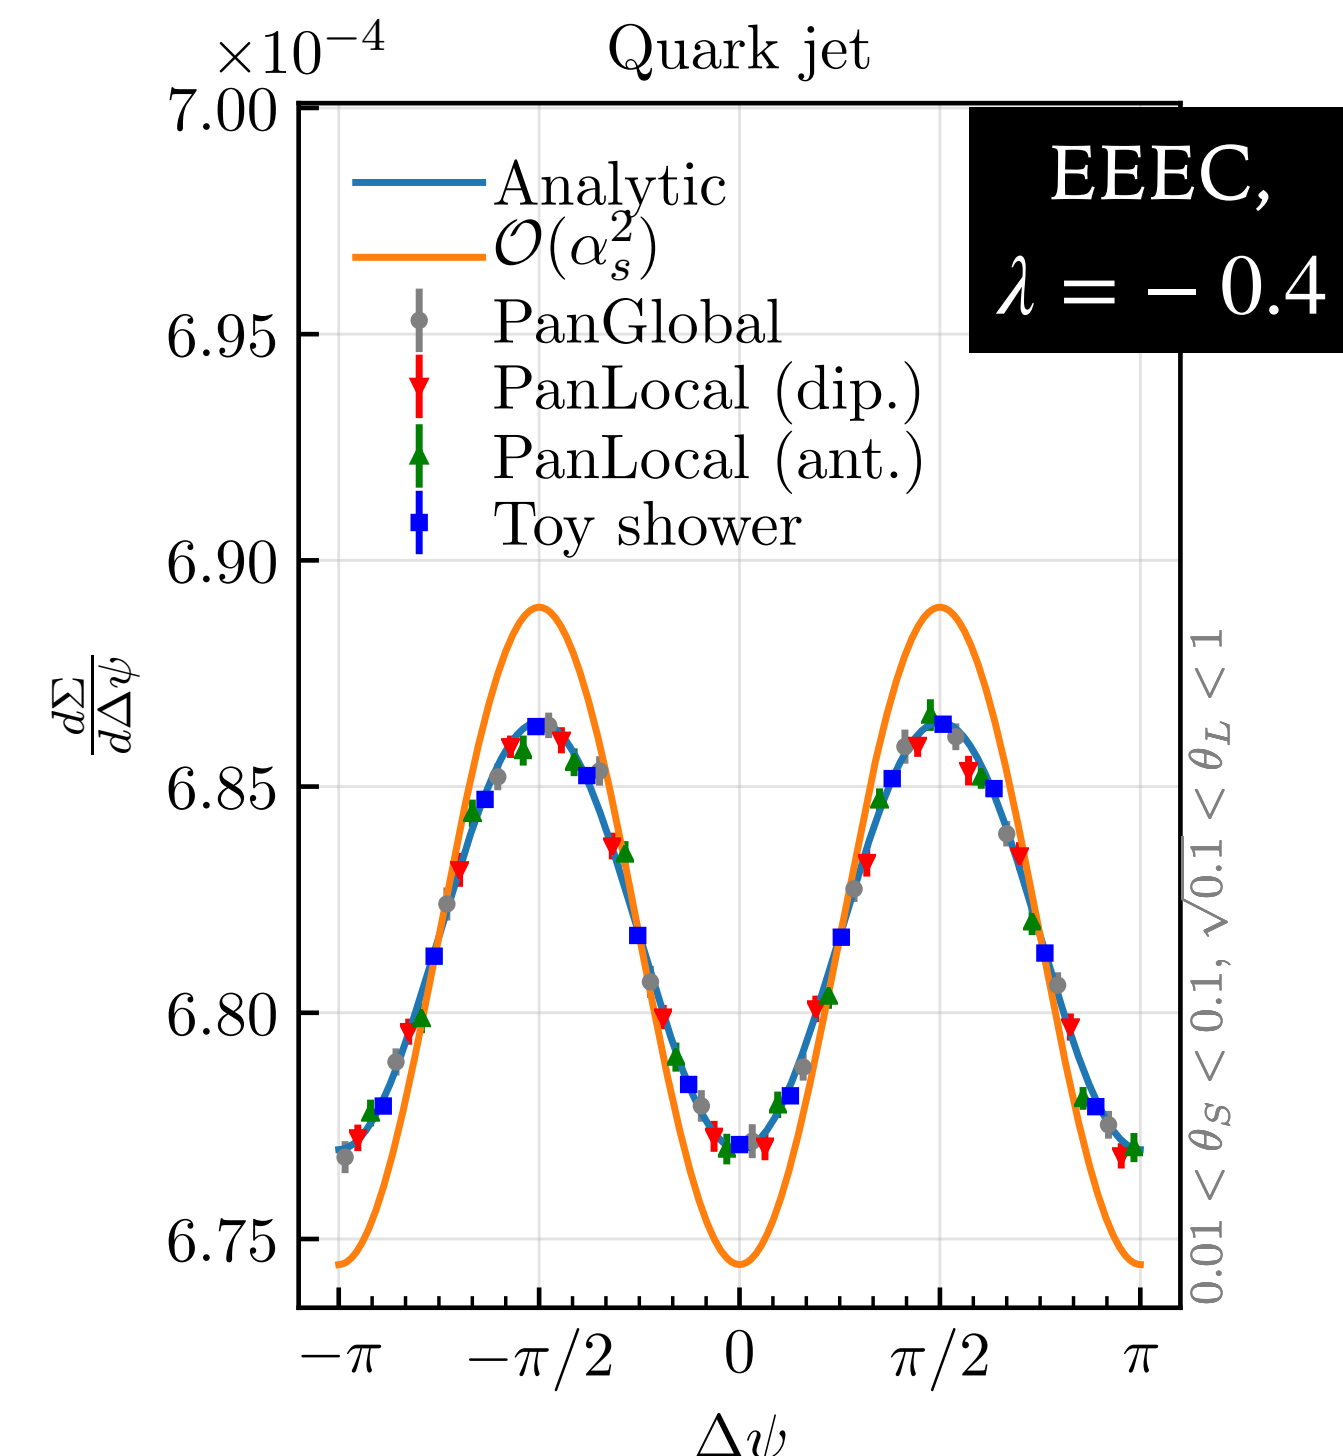 ×10⁻⁴
Quark jet
EEEC,
λ = − 0.4
Analytic
𝒪(αₛ²)
PanGlobal
PanLocal (dip.)
PanLocal (ant.)
Toy shower
7.00
6.95
6.90
6.85
6.80
6.75
dΣ
dΔψ
0.01 < θ_S < 0.1, √0.1 < θ_L < 1
−π −π/2 0 π/2 π
Δψ